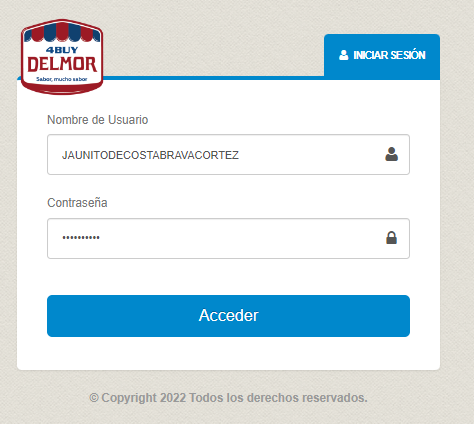 4BUY
DELMOR
Sabor, mucho sabor
INICIAR SESIÓN
Nombre de Usuario
JAUNITODECOSTABRAVACORTEZ
Contraseña
••••••••••
Acceder
© Copyright 2022 Todos los derechos reservados.